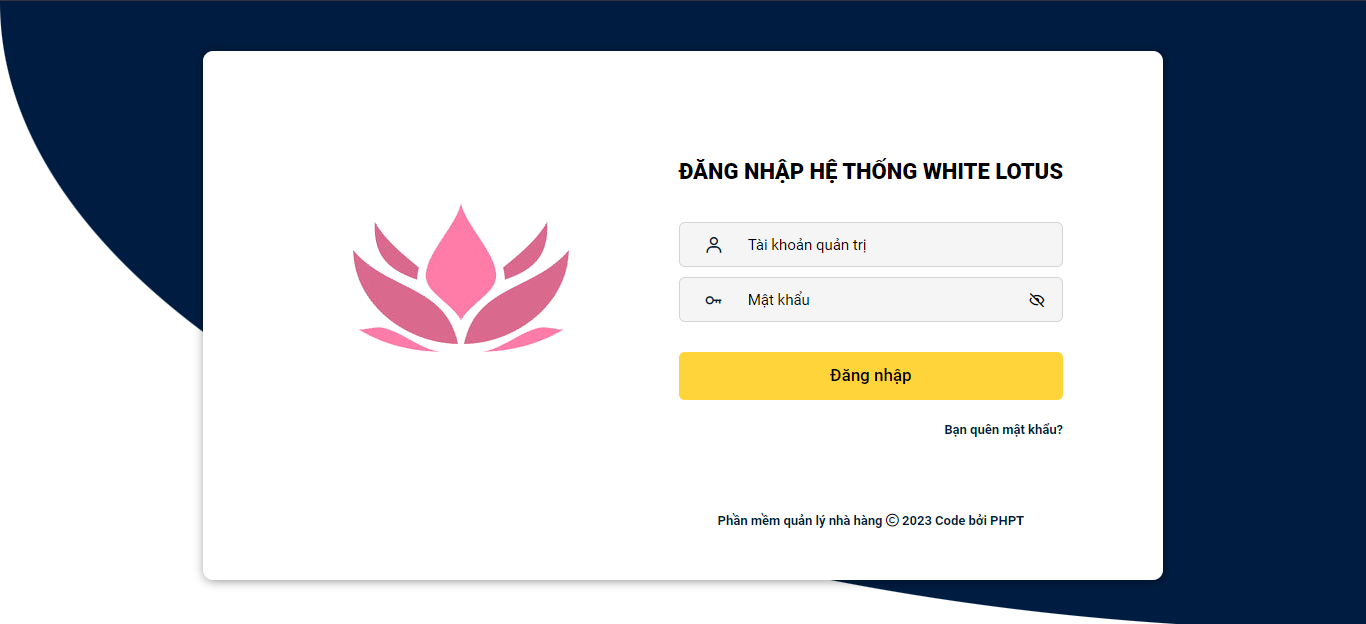 ĐĂNG NHẬP HỆ THỐNG WHITE LOTUS
Tài khoản quản trị
Mật khẩu
Đăng nhập
Bạn quên mật khẩu?
Phần mềm quản lý nhà hàng © 2023 Code bởi PHPT